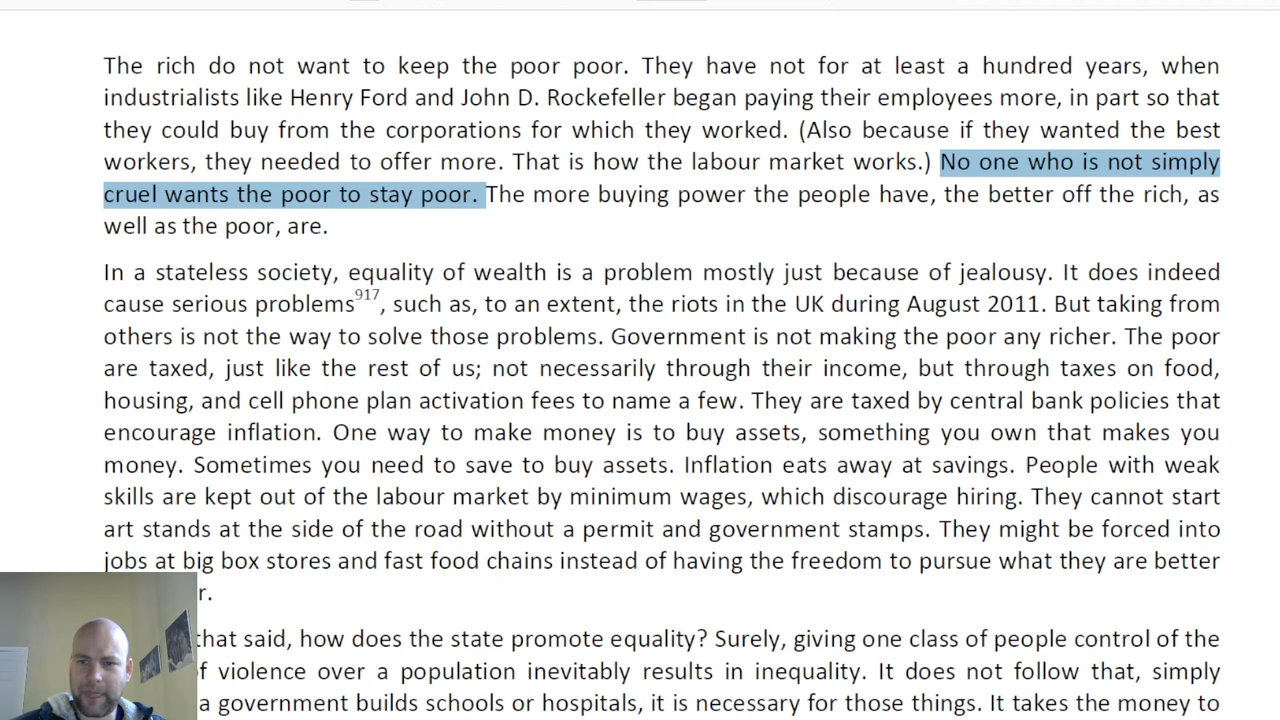 The rich do not want to keep the poor poor. They have not for at least a hundred years, when
industrialists like Henry Ford and John D. Rockefeller began paying their employees more, in part so that
they could buy from the corporations for which they worked. (Also because if they wanted the best
workers, they needed to offer more. That is how the labour market works.) No one who is not simply
cruel wants the poor to stay poor. The more buying power the people have, the better off the rich, as
well as the poor, are.
In a stateless society, equality of wealth is a problem mostly just because of jealousy. It does indeed
cause serious problems917, such as, to an extent, the riots in the UK during August 2011. But taking from
others is not the way to solve those problems. Government is not making the poor any richer. The poor
are taxed, just like the rest of us; not necessarily through their income, but through taxes on food,
housing, and cell phone plan activation fees to name a few. They are taxed by central bank policies that
encourage inflation. One way to make money is to buy assets, something you own that makes you
money. Sometimes you need to save to buy assets. Inflation eats away at savings. People with weak
skills are kept out of the labour market by minimum wages, which discourage hiring. They cannot start
art stands at the side of the road without a permit and government stamps. They might be forced into
jobs at big box stores and fast food chains instead of having the freedom to pursue what they are better
r.
that said, how does the state promote equality? Surely, giving one class of people control of the
violence over a population inevitably results in inequality. It does not follow that, simply
a government builds schools or hospitals, it is necessary for those things. It takes the money to